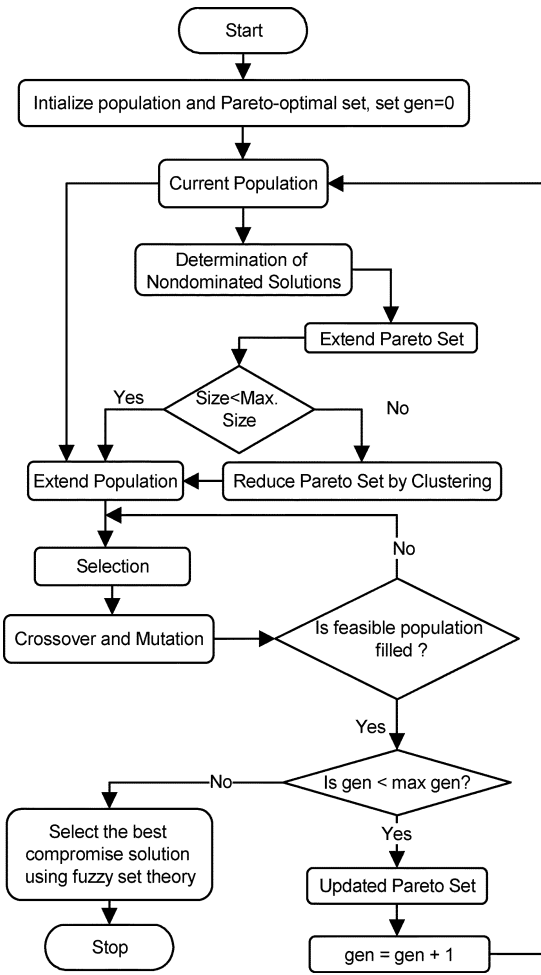 Start
Intialize population and Pareto-optimal set, set gen=0
Current Population
Determination of
Nondominated Solutions
Extend Pareto Set
Size<Max.
Size
Yes
No
Extend Population
Reduce Pareto Set by Clustering
No
Selection
Crossover and Mutation
Is feasible population
filled ?
Yes
Is gen < max gen?
No
Yes
Select the best
compromise solution
using fuzzy set theory
Updated Pareto Set
Stop
gen = gen + 1